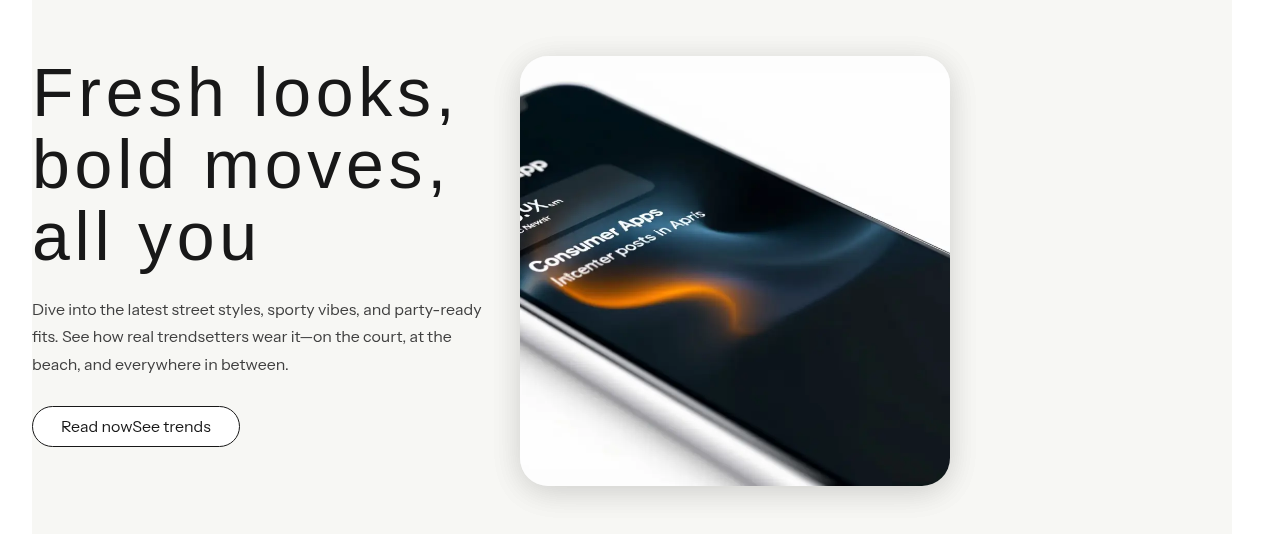 Fresh looks,
bold moves,
all you
Dive into the latest street styles, sporty vibes, and party-ready
fits. See how real trendsetters wear it—on the court, at the
beach, and everywhere in between.
Read nowSee trends
Consumer Apps
Intcenter posts in Apris